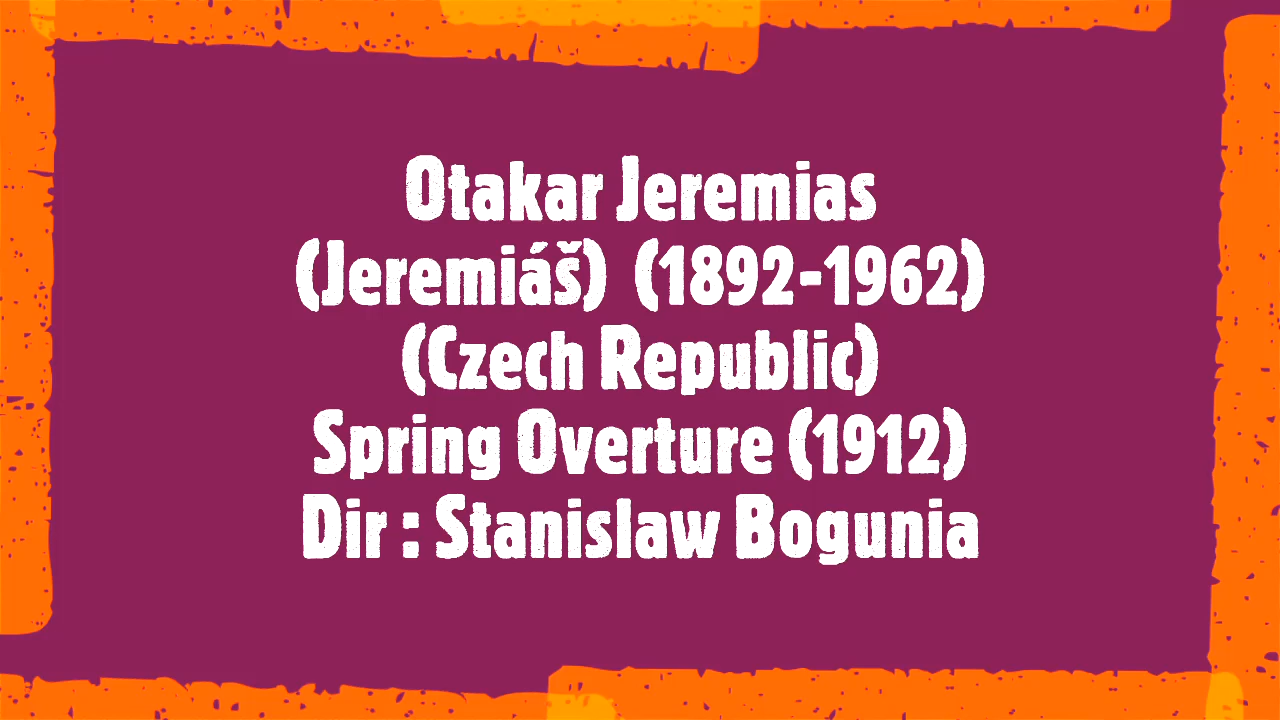 Otakar Jeremias
(Jeremiáš) (1892-1962)
(Czech Republic)
Spring Overture (1912)
Dir : Stanislaw Bogunia